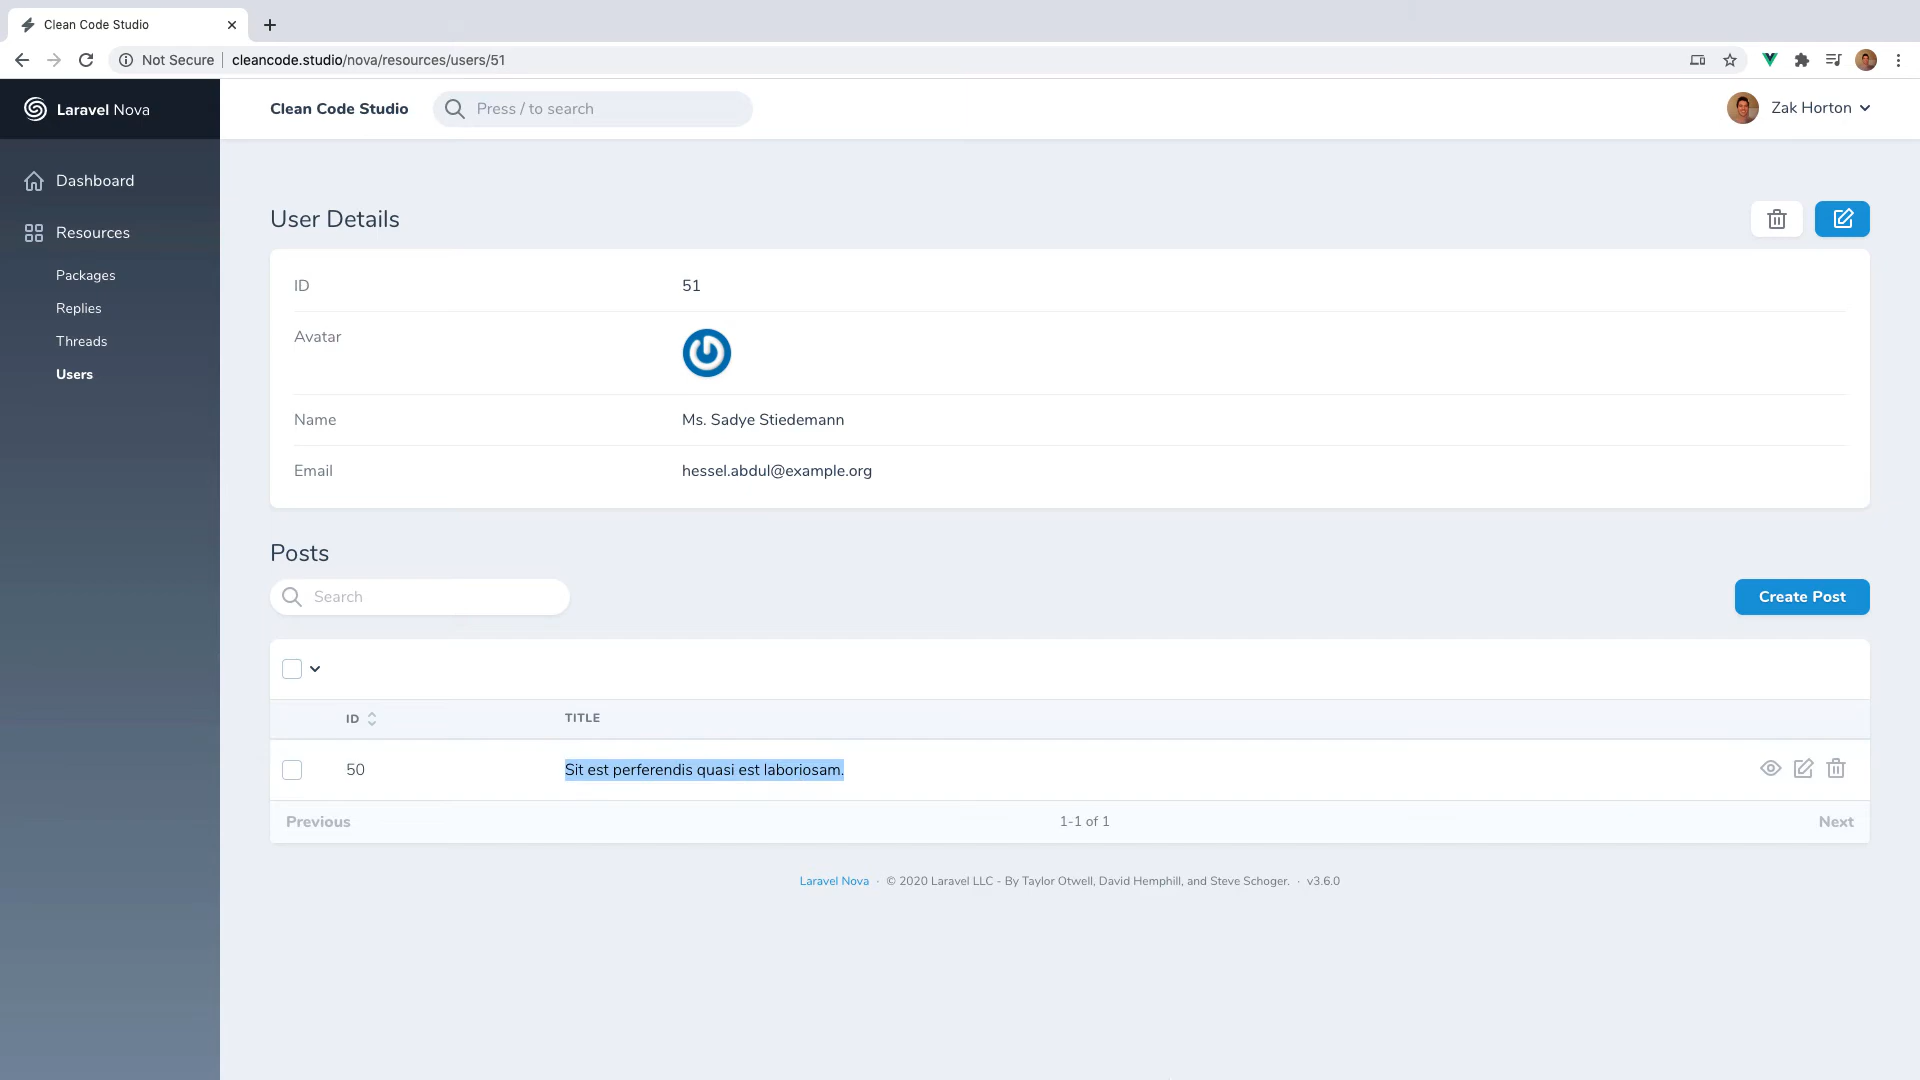 Clean Code Studio
Not Secure
cleancode.studio/nova/resources/users/51
Laravel Nova
Clean Code Studio
Press / to search
Zak Horton
Dashboard
Resources
Packages
Replies
Threads
Users
User Details
ID
51
Avatar
Name
Ms. Sadye Stiedemann
Email
hessel.abdul@example.org
Posts
Search
Create Post
ID
TITLE
50
Sit est perferendis quasi est laboriosam.
Previous
1-1 of 1
Next
Laravel Nova · © 2020 Laravel LLC - By Taylor Otwell, David Hemphill, and Steve Schoger. · v3.6.0